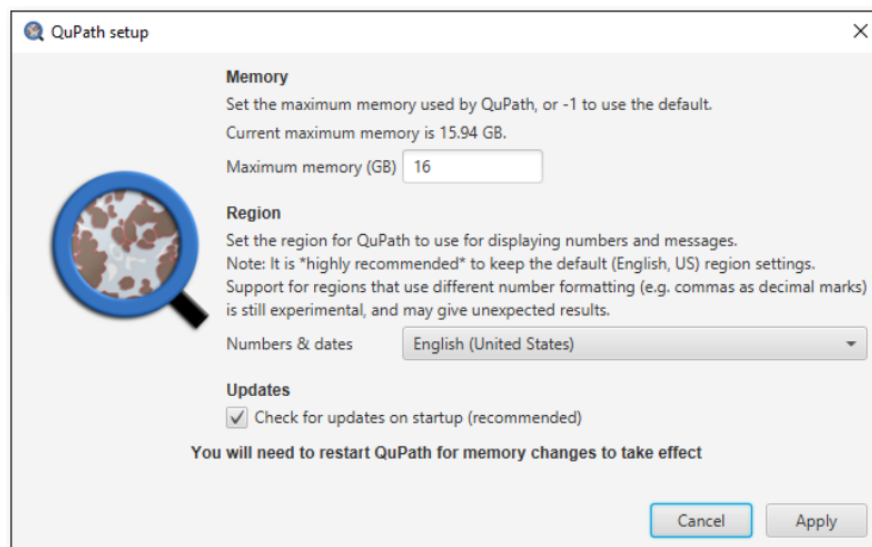 QuPath setup
Memory
Set the maximum memory used by QuPath, or -1 to use the default.
Current maximum memory is 15.94 GB.
Maximum memory (GB) 16
Region
Set the region for QuPath to use for displaying numbers and messages.
Note: It is *highly recommended* to keep the default (English, US) region settings.
Support for regions that use different number formatting (e.g. commas as decimal marks)
is still experimental, and may give unexpected results.
Numbers & dates English (United States)
Updates
Check for updates on startup (recommended)
You will need to restart QuPath for memory changes to take effect
Cancel Apply